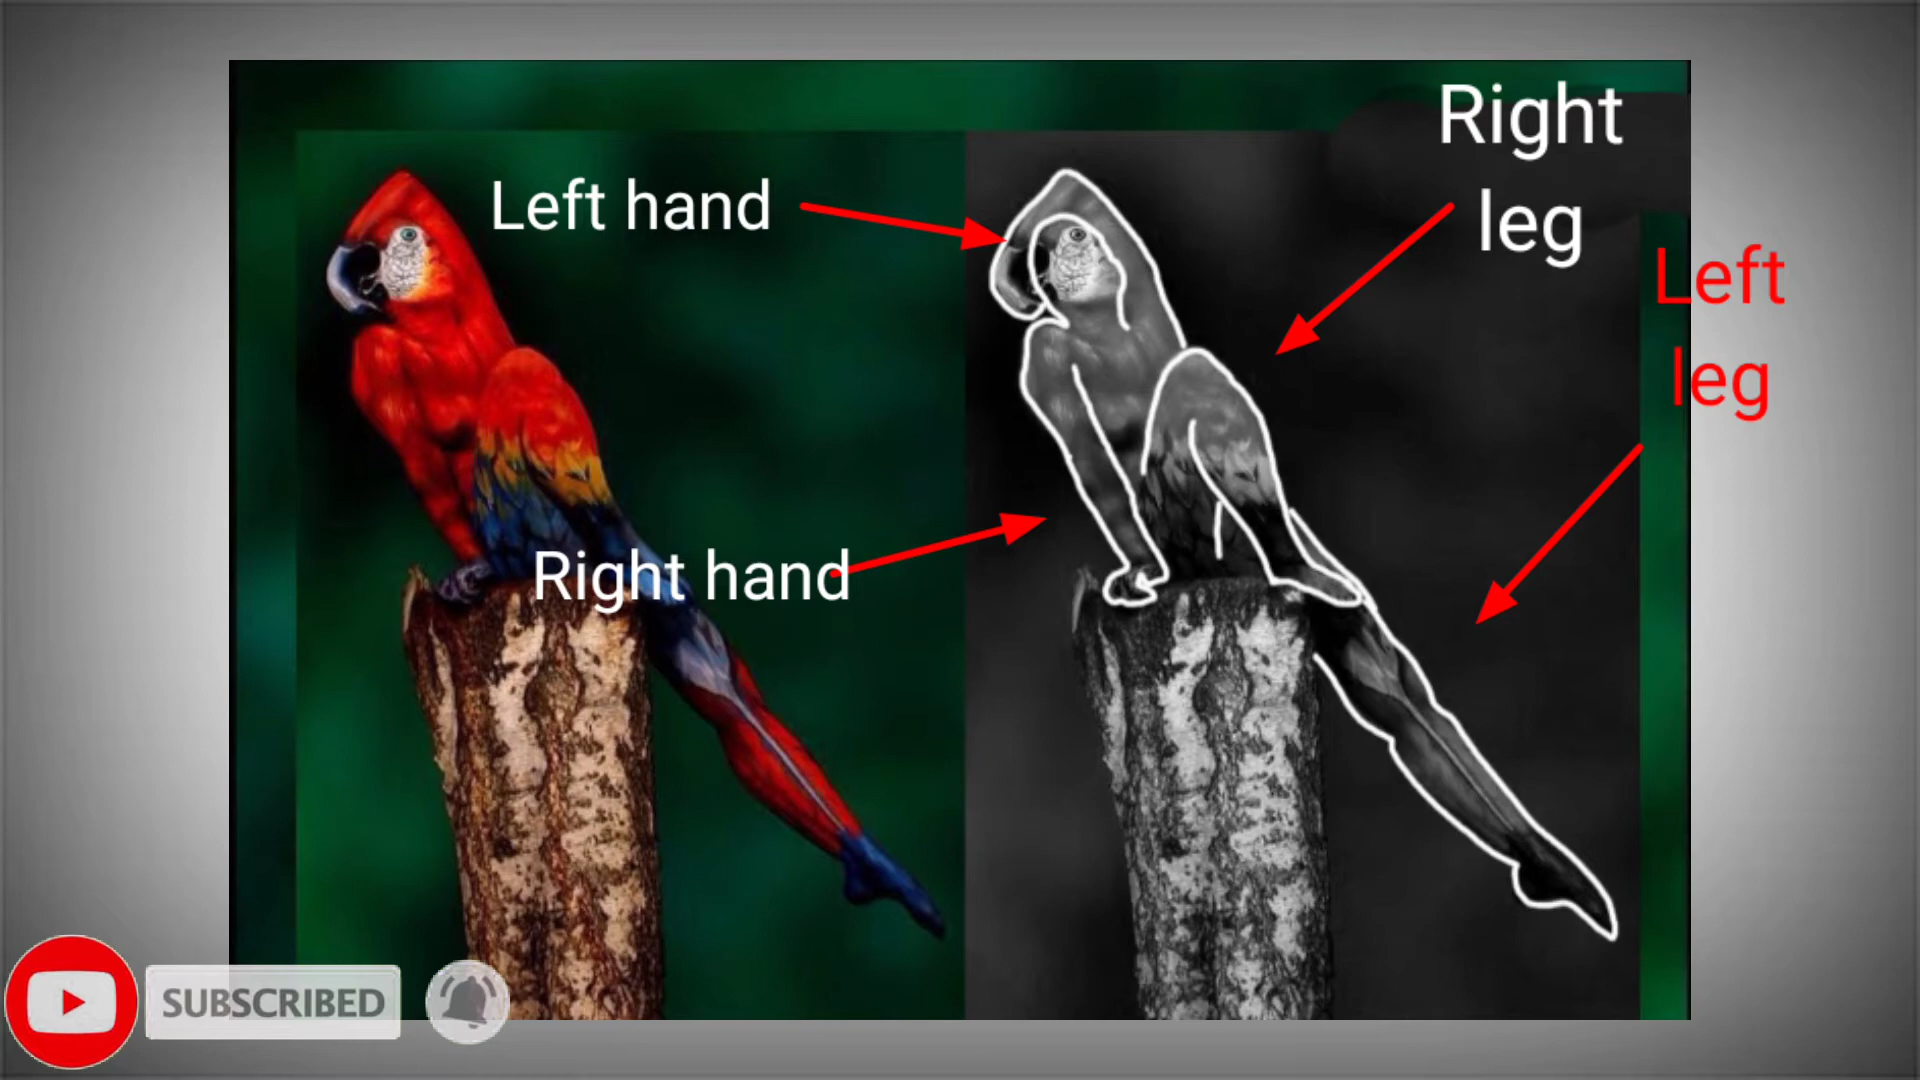 Right
leg
Left hand
Left
leg
Right hand
SUBSCRIBED